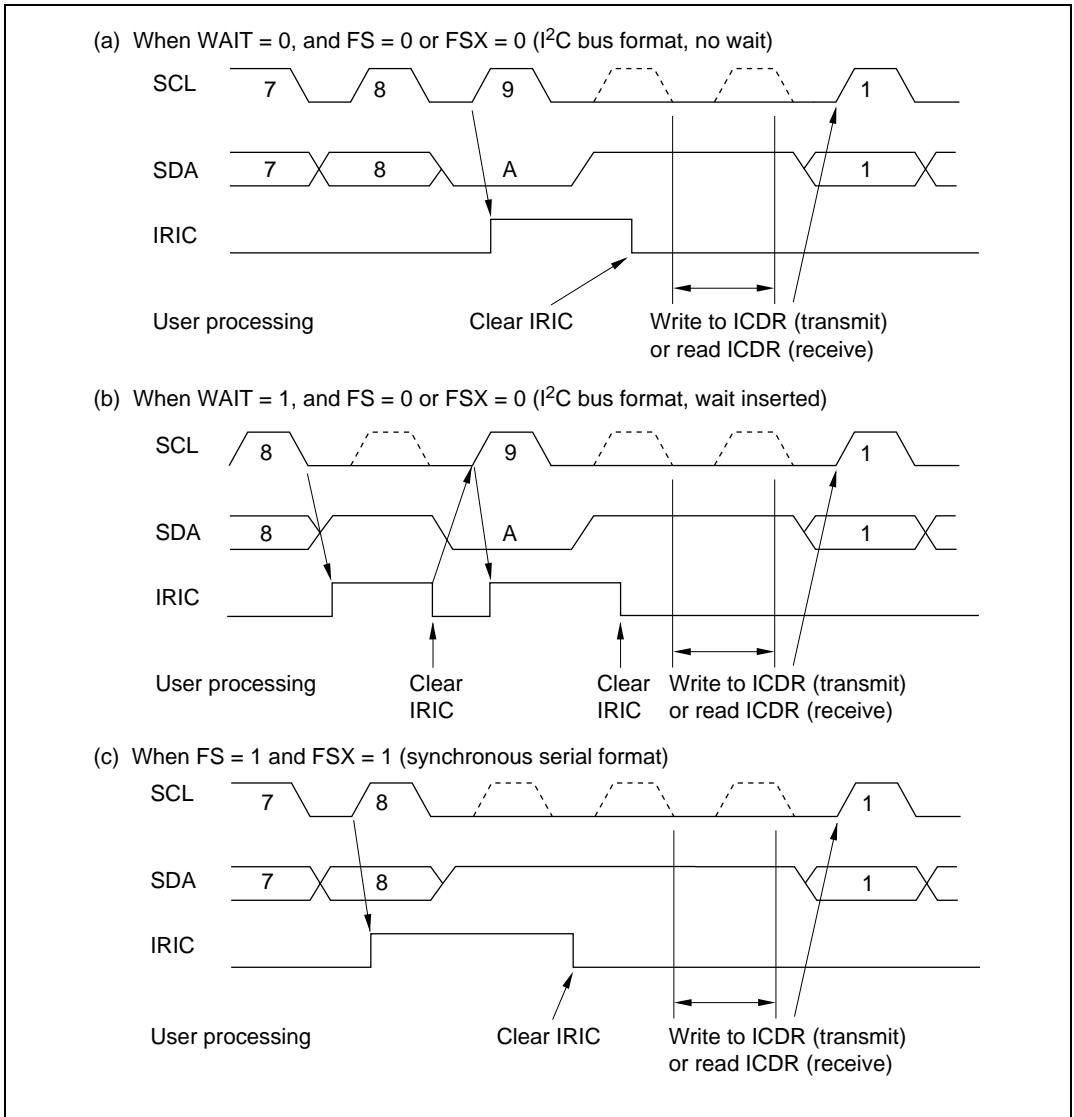 (a) When WAIT = 0, and FS = 0 or FSX = 0 (I²C bus format, no wait)
SCL 7 8 9 1
SDA 7 8 A 1
IRIC
User processing Clear IRIC Write to ICDR (transmit)
or read ICDR (receive)
(b) When WAIT = 1, and FS = 0 or FSX = 0 (I²C bus format, wait inserted)
SCL 8 9 1
SDA 8 A 1
IRIC
User processing Clear Clear Write to ICDR (transmit)
IRIC IRIC or read ICDR (receive)
(c) When FS = 1 and FSX = 1 (synchronous serial format)
SCL 7 8 1
SDA 7 8 1
IRIC
User processing Clear IRIC Write to ICDR (transmit)
or read ICDR (receive)